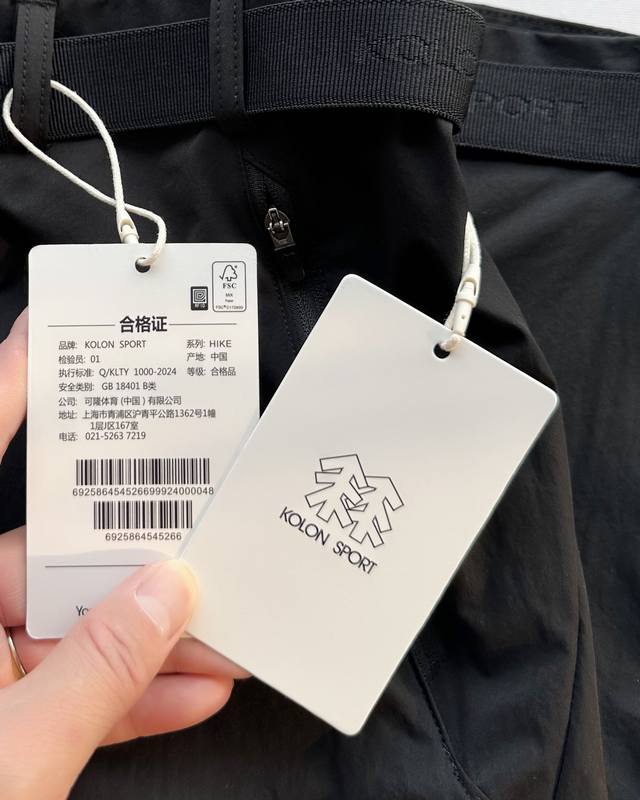 KOLON
SPORT
FSC
MIX
合格证
品牌: KOLON SPORT 系列: HIKE
检验员: 01 产地: 中国
执行标准: Q/KLTY 1000-2024 等级: 合格品
安全类别: GB 18401 B类
公司: 可隆体育 (中国) 有限公司
地址: 上海市青浦区沪青平公路1362号1幢
1层J区167室
电话: 021-5263 7219
692586454526699924000048
6925864545266
KOLON SPORT